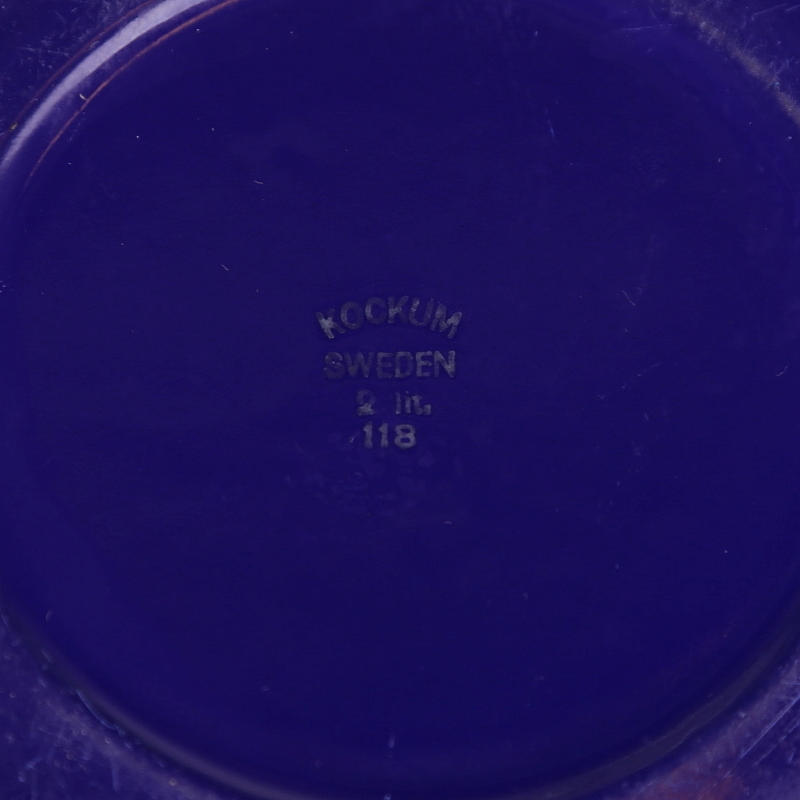 KOCKUM
SWEDEN
2 lit.
118